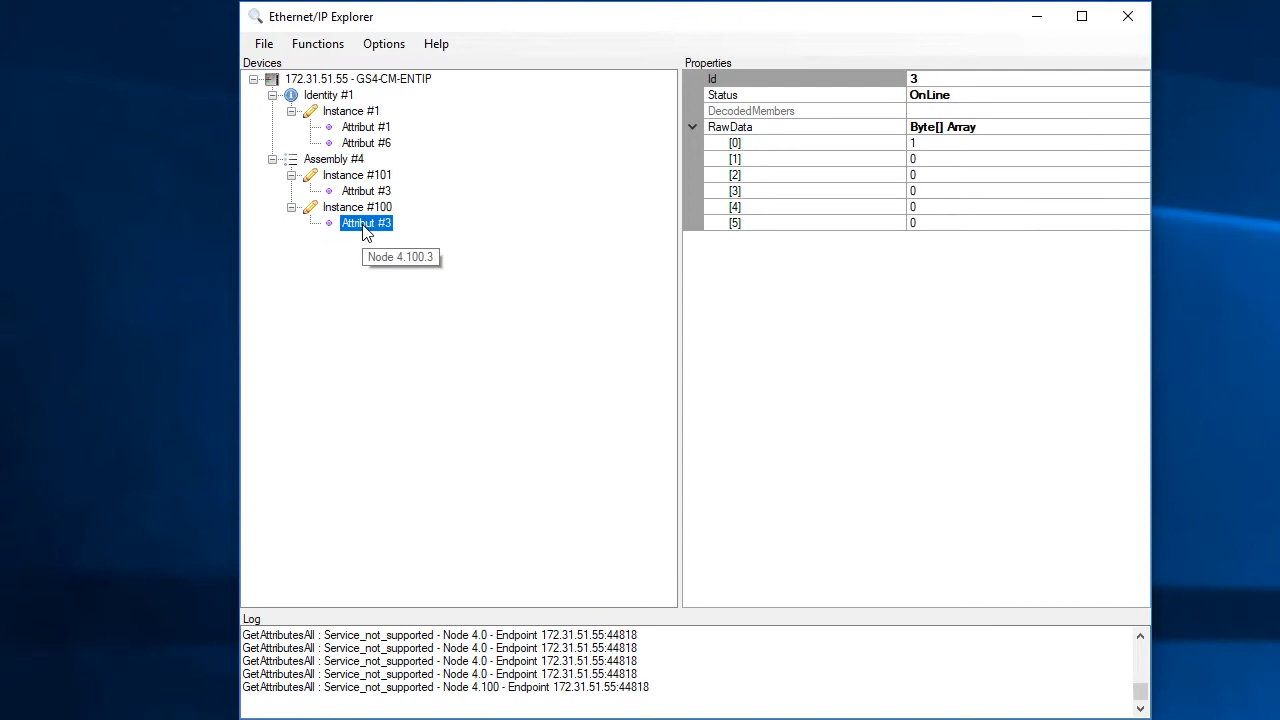 Ethernet/IP Explorer
File Functions Options Help
Devices
172.31.51.55 - GS4-CM-ENTIP
Identity #1
Instance #1
Attribut #1
Attribut #6
Assembly #4
Instance #101
Attribut #3
Instance #100
Attribut #3
Node 4.100.3
Properties
Id 3
Status OnLine
DecodedMembers
RawData Byte[] Array
[0] 1
[1] 0
[2] 0
[3] 0
[4] 0
[5] 0
Log
GetAttributesAll : Service_not_supported - Node 4.0 - Endpoint 172.31.51.55:44818
GetAttributesAll : Service_not_supported - Node 4.0 - Endpoint 172.31.51.55:44818
GetAttributesAll : Service_not_supported - Node 4.0 - Endpoint 172.31.51.55:44818
GetAttributesAll : Service_not_supported - Node 4.0 - Endpoint 172.31.51.55:44818
GetAttributesAll : Service_not_supported - Node 4.100 - Endpoint 172.31.51.55:44818